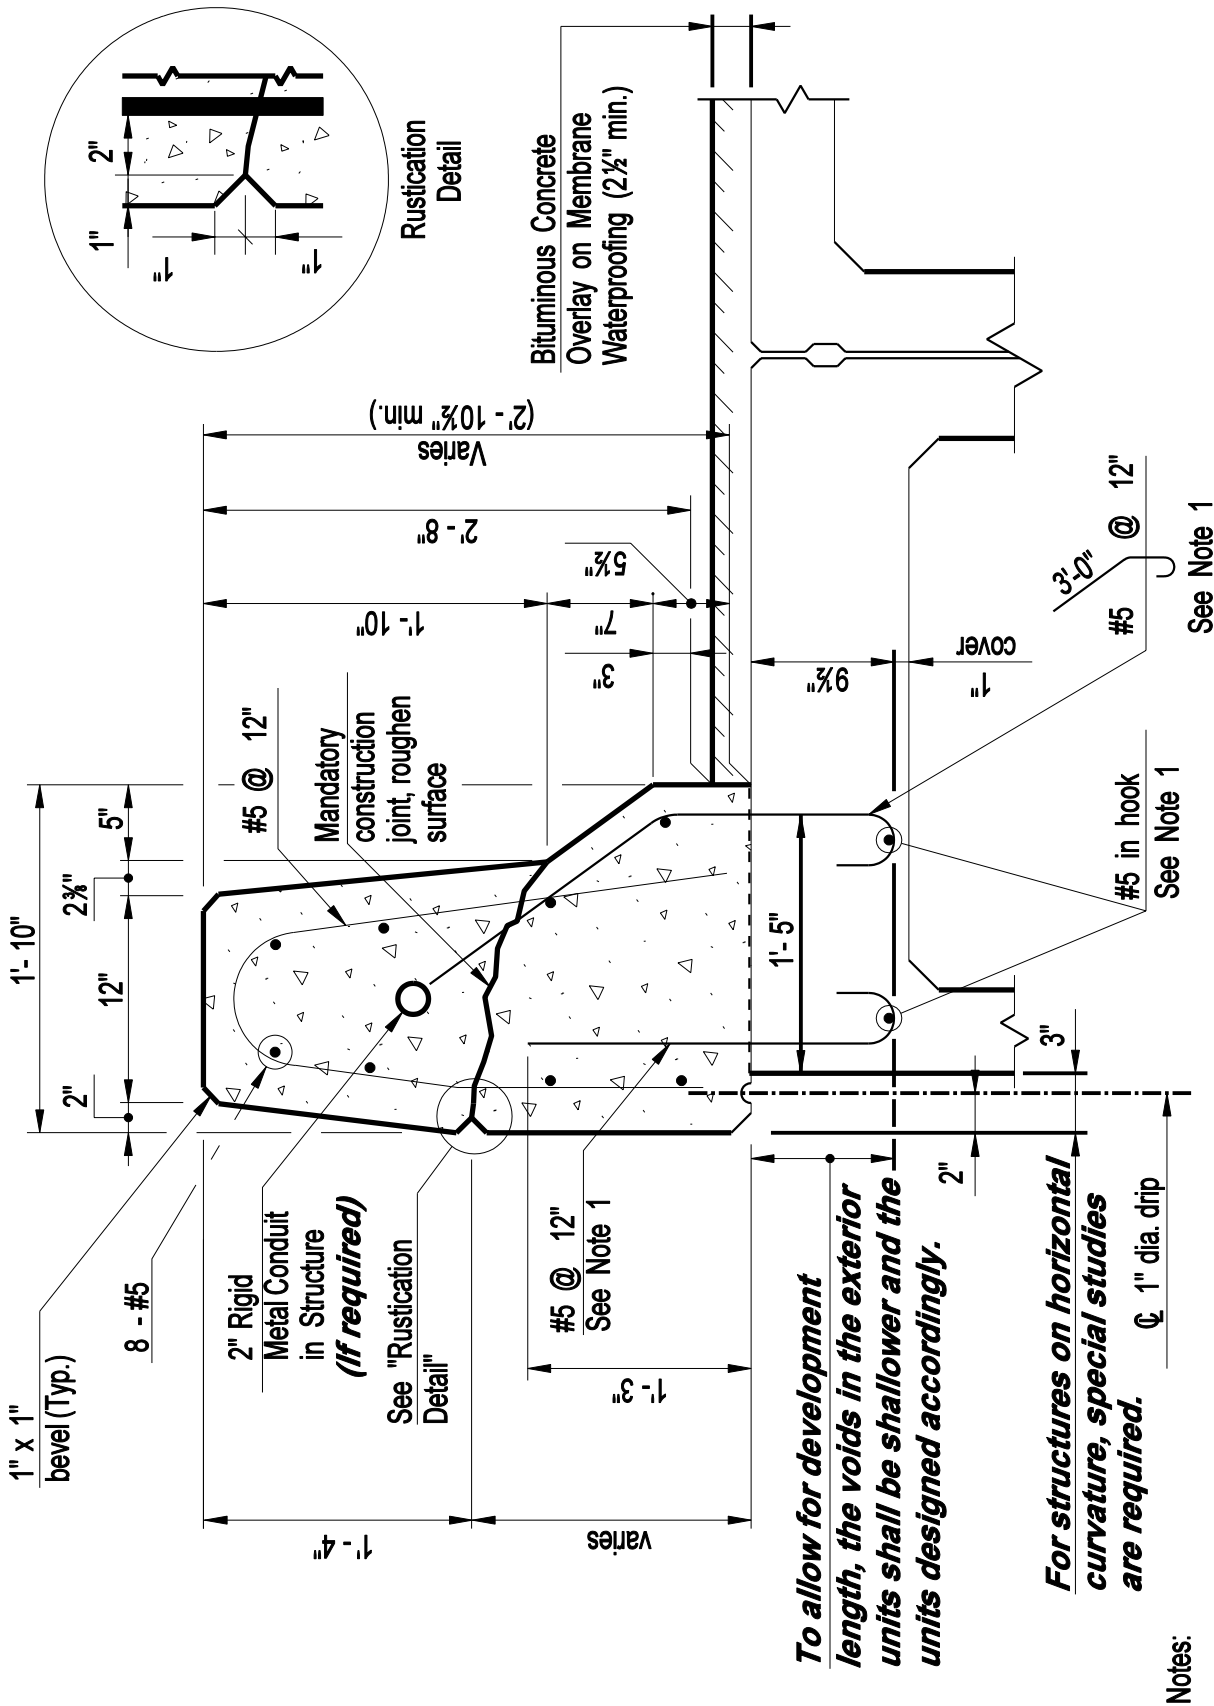 1" x 1"
bevel (Typ.)
8 - #5
2" Rigid
Metal Conduit
in Structure
(If required)
See "Rustication
Detail"
#5 @ 12"
See Note 1
1'- 4"
varies
1'- 3"
2"
12"
2⅜"
5"
1'- 10"
#5 @ 12"
Mandatory
construction
joint, roughen
surface
1'- 10"
7"
3"
5½"
2'- 8"
Varies
(2'- 10½" min.)
1"
2"
1"
1"
Rustication
Detail
Bituminous Concrete
Overlay on Membrane
Waterproofing (2½" min.)
1'- 5"
9½"
1"
cover
3'-0"
#5 @ 12"
See Note 1
#5 in hook
See Note 1
2"
3"
℄ 1" dia. drip
To allow for development
length, the voids in the exterior
units shall be shallower and the
units designed accordingly.
For structures on horizontal
curvature, special studies
are required.
Notes: